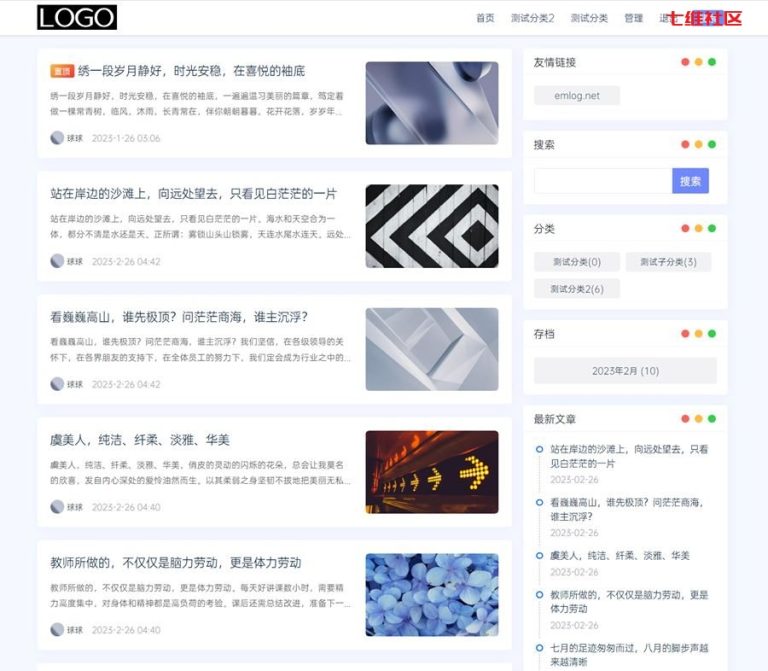 LOGO
首页 测试分类2 测试分类 管理 退出
七维社区
置顶 绣一段岁月静好，时光安稳，在喜悦的袖底
绣一段岁月静好，时光安稳，在喜悦的袖底，一遍遍温习美丽的篇章，笃定着
做一棵常青树，临风，沐雨，长青常在，伴你朝朝暮暮，花开花落，岁岁年...
球球 2023-1-26 03:06
站在岸边的沙滩上，向远处望去，只看见白茫茫的一片
站在岸边的沙滩上，向远处望去，只看见白茫茫的一片、海水和天空合为一
体，都分不清是水还是天、正所谓：雾锁山头山锁雾，天连水尾水连天、远处...
球球 2023-2-26 04:42
看巍巍高山，谁先极顶？问茫茫商海，谁主沉浮？
看巍巍高山，谁先极顶？问茫茫商海，谁主沉浮？我们坚信，在各级领导的关
怀下，在各界朋友的支持下，在全体员工的努力下，我们定会成为行业之中的...
球球 2023-2-26 04:42
虞美人，纯洁、纤柔、淡雅、华美
虞美人，纯洁、纤柔、淡雅、华美，俏皮的灵动的闪烁的花朵，总会让我莫名
的欣喜，发自内心深处的爱怜油然而生，以其柔弱之身坚韧不拔地把美丽无私...
球球 2023-2-26 04:40
教师所做的，不仅仅是脑力劳动，更是体力劳动
教师所做的，不仅仅是脑力劳动，更是体力劳动，每天好讲课数小时，需要精
力高度集中，对身体和精神都是高负荷的考验，课后还需总结改进，准备下一...
球球 2023-2-26 04:40
友情链接
emlog.net
搜索
搜索
分类
测试分类(0) 测试子分类(3)
测试分类2(6)
存档
2023年2月 (10)
最新文章
站在岸边的沙滩上，向远处望去，只看
见白茫茫的一片
2023-02-26
看巍巍高山，谁先极顶？问茫茫商海，
谁主沉浮？
2023-02-26
虞美人，纯洁、纤柔、淡雅、华美
2023-02-26
教师所做的，不仅仅是脑力劳动，更是
体力劳动
2023-02-26
七月的足迹匆匆而过，八月的脚步声越
来越清晰